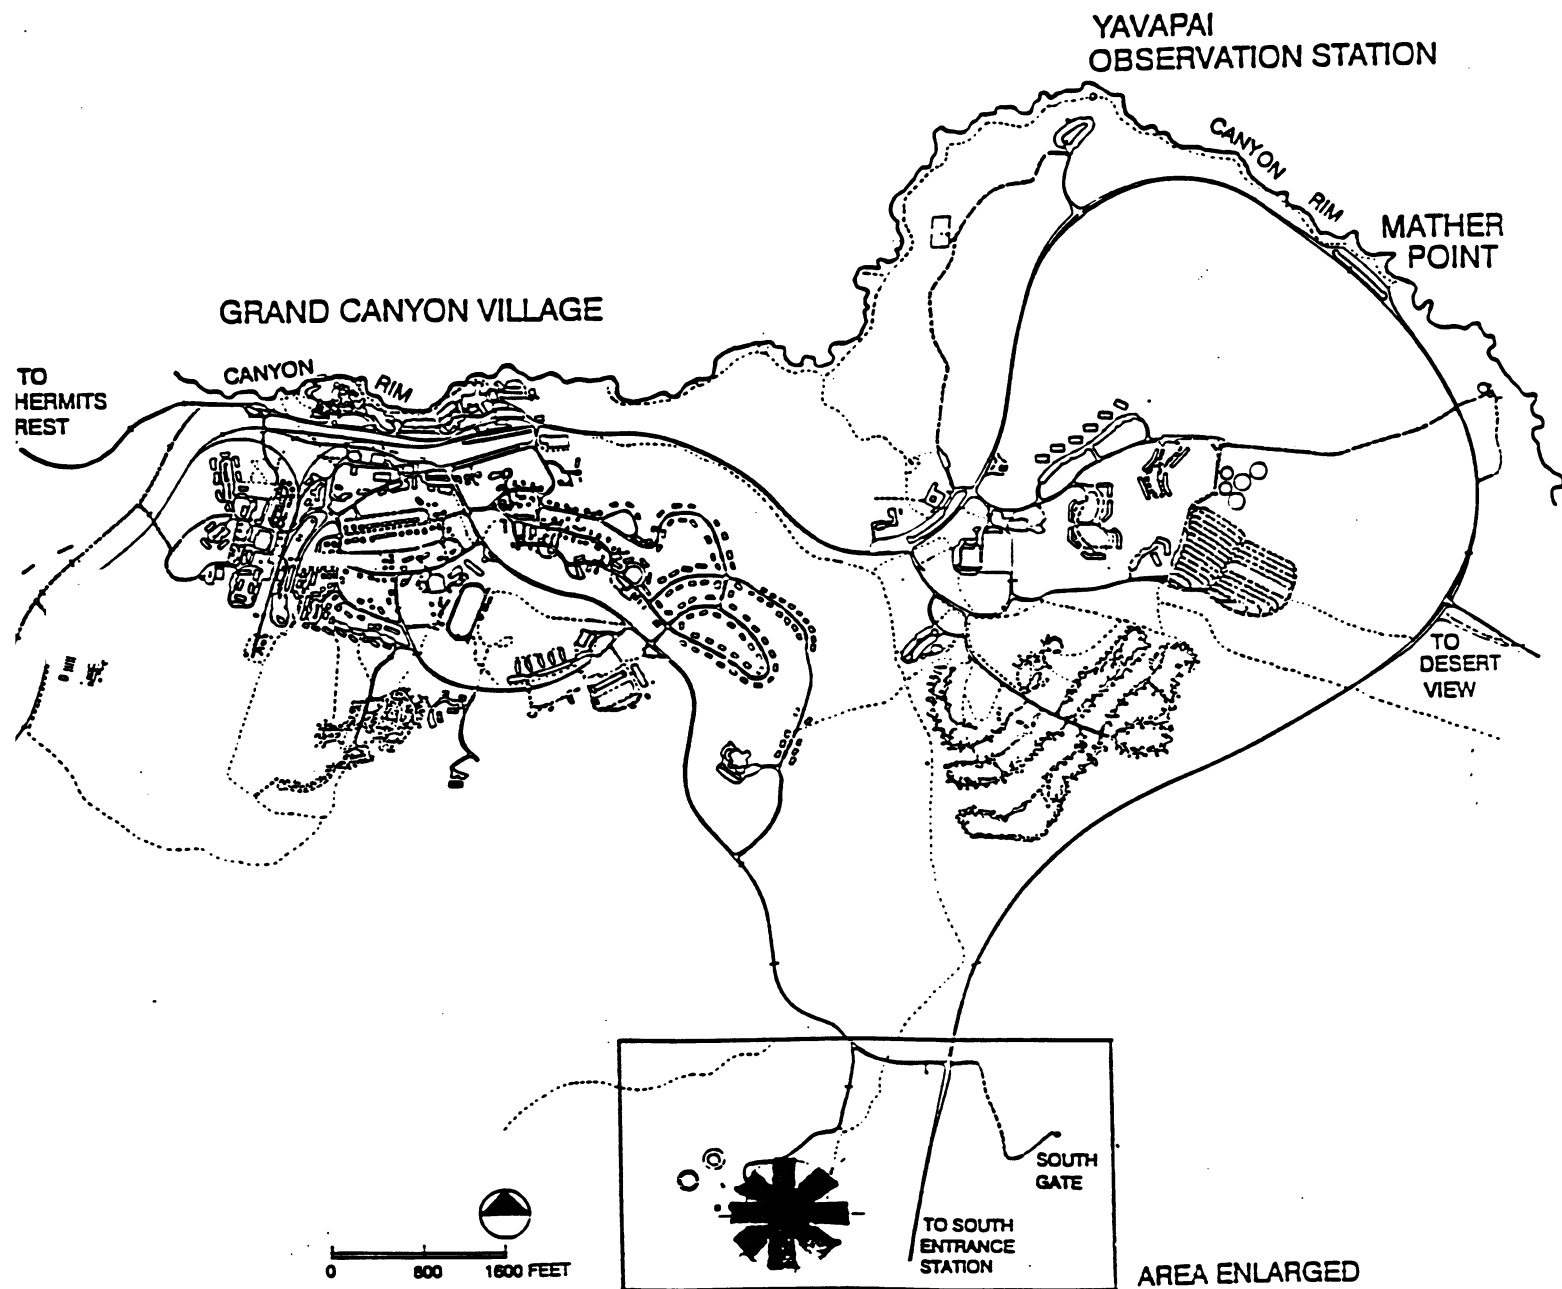 YAVAPAI
OBSERVATION STATION
CANYON
RIM
MATHER
POINT
GRAND CANYON VILLAGE
CANYON
RIM
TO
HERMITS
REST
TO
DESERT
VIEW
SOUTH
GATE
TO SOUTH
ENTRANCE
STATION
0 800 1600 FEET
AREA ENLARGED